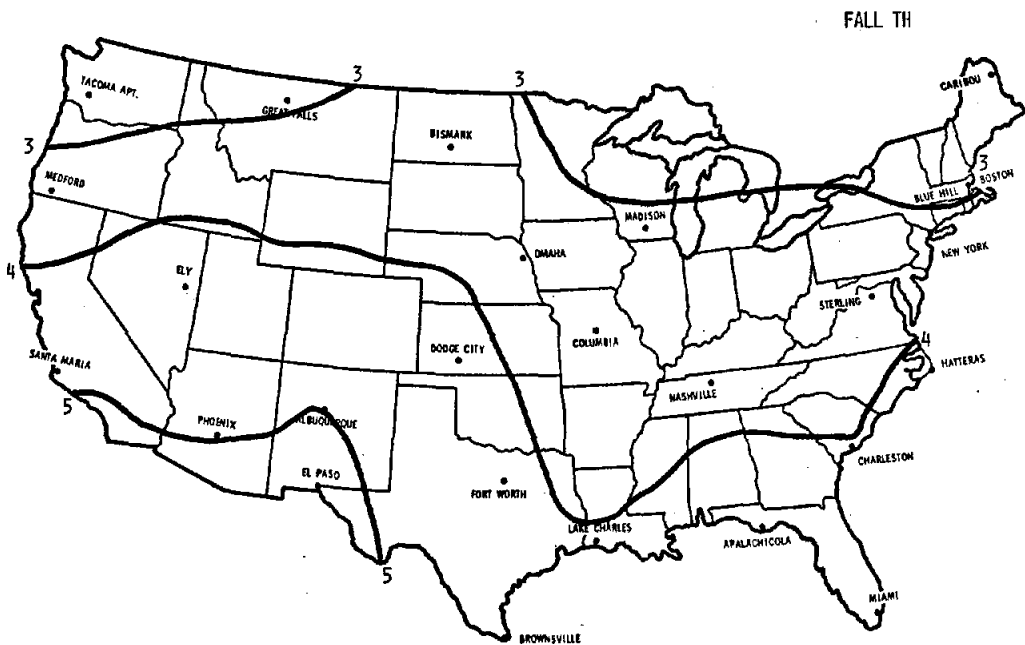 FALL TH
TACOMA APT.
3
3
CARIBOU
GREAT FALLS
BISMARK
3
3
BOSTON
MEDFORD
BLUE HILL
MADISON
NEW YORK
4
ELY
OMAHA
STERLING
COLUMBIA
4
SANTA MARIA
DODGE CITY
HATTERAS
NASHVILLE
5
PHOENIX
ALBUQUERQUE
CHARLESTON
EL PASO
FORT WORTH
LAKE CHARLES
APALACHICOLA
5
MIAMI
BROWNSVILLE